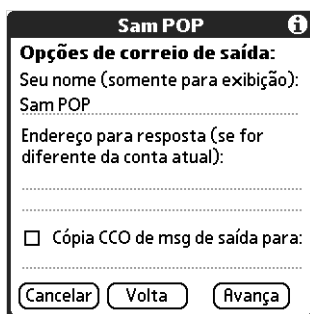 Sam POP
Opções de correio de saída:
Seu nome (somente para exibição):
Sam POP
Endereço para resposta (se for
diferente da conta atual):
Cópia CCO de msg de saída para:
Cancelar Volta Avança